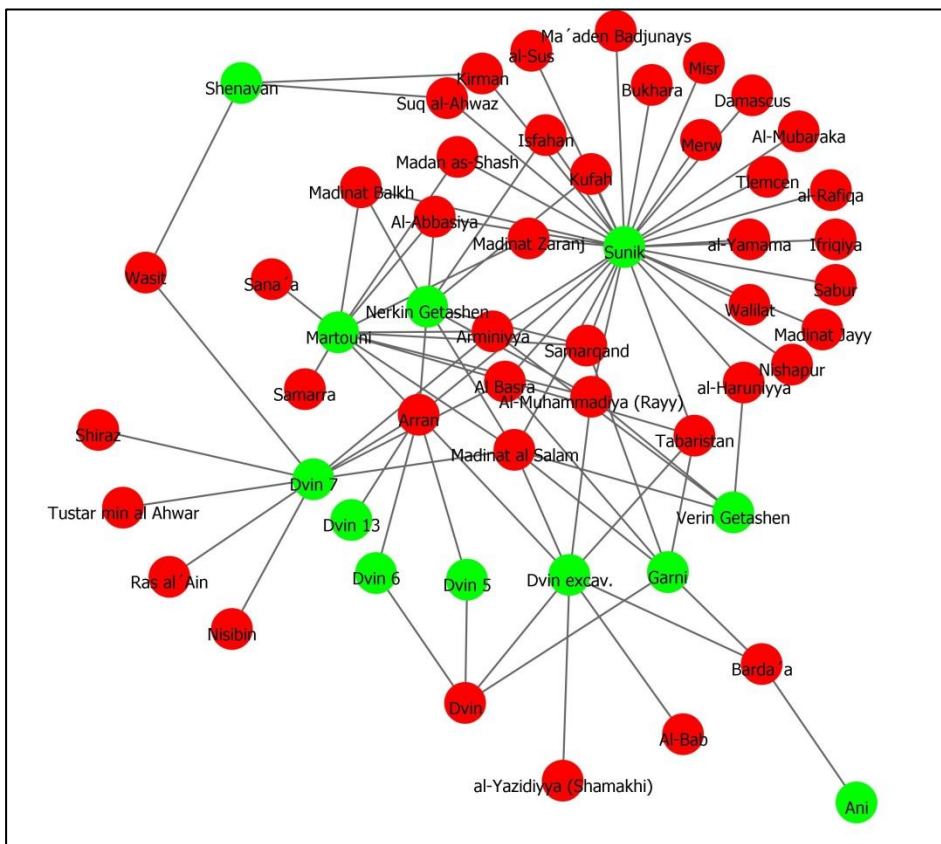 Ma´aden Badjunays
al-Sus
Misr
Shenavan
Kirman
Bukhara
Damascus
Suq al-Ahwaz
Isfahan
Merw
Al-Mubaraka
Madan as-Shash
Kufah
Tlemcen
al-Rafiqa
Madinat Balkh
Al-Abbasiya
Madinat Zaranj
Sunik
al-Yamama
Ifriqiya
Wasit
Sana´a
Sabur
Nerkin Getashen
Walilat
Martouni
Arminiyya
Madinat Jayy
Samarqand
Nishapur
Samarra
Al Basra
al-Haruniyya
Al-Muhammadiya (Rayy)
Arran
Shiraz
Tabaristan
Madinat al Salam
Dvin 7
Tustar min al Ahwar
Verin Getashen
Dvin 13
Ras al´Ain
Dvin 6
Dvin 5
Dvin excav.
Garni
Nisibin
Barda´a
Dvin
Al-Bab
al-Yazidiyya (Shamakhi)
Ani